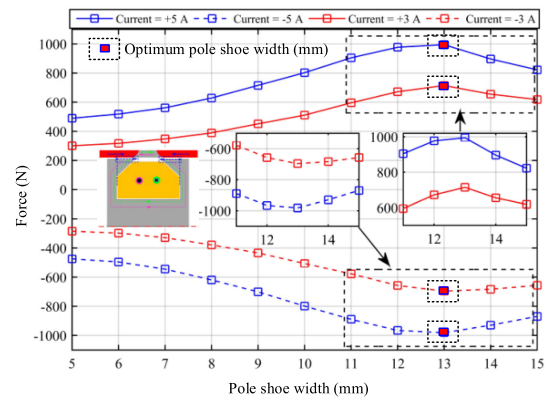 Current = +5 A Current = -5 A Current = +3 A Current = -3 A
Optimum pole shoe width (mm)
1000
800
600
400
200
0
-200
-400
-600
-800
-1000
Force (N)
-600
-800
-1000
12 13 14
1000
800
600
12 13 14
5 6 7 8 9 10 11 12 13 14 15
Pole shoe width (mm)